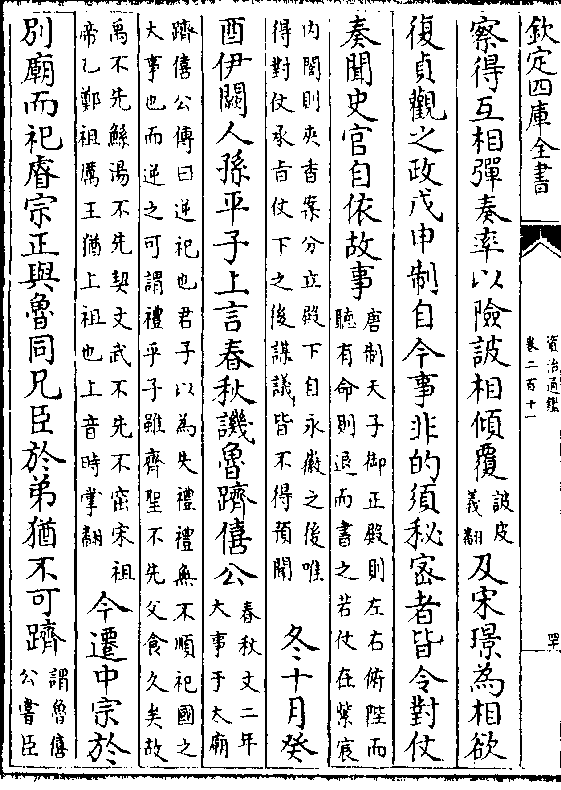 欽定四庫全書
資治通鑑
卷二百十一
察得互相彈奏率以險詖相傾覆
詖皮
義翻
及宋璟為相欲
復貞觀之政戊申制自今事非的須秘密者皆令對仗
奏聞史官自依故事
唐制天子御正殿則左右俯陛而
聽有命則退而書之若仗在紫宸
内閤則夾香案分立殿下自永徽之後唯
得對仗承旨仗下之後謀議皆不得預聞
冬十月癸
酉伊闕人孫平子上言春秋譏魯躋僖公
春秋文二年
大事于太廟
躋僖公傳曰逆祀也君子以為失禮禮無不順祀國之
大事也而逆之可謂禮乎子雖齊聖不先父食久矣故
禹不先鯀湯不先契文武不先不窋宋祖
帝乙鄭祖厲王猶上祖也上音時掌翻
今遷中宗於
別廟而祀睿宗正與魯同兄臣於弟猶不可躋
謂魯僖
公嘗臣